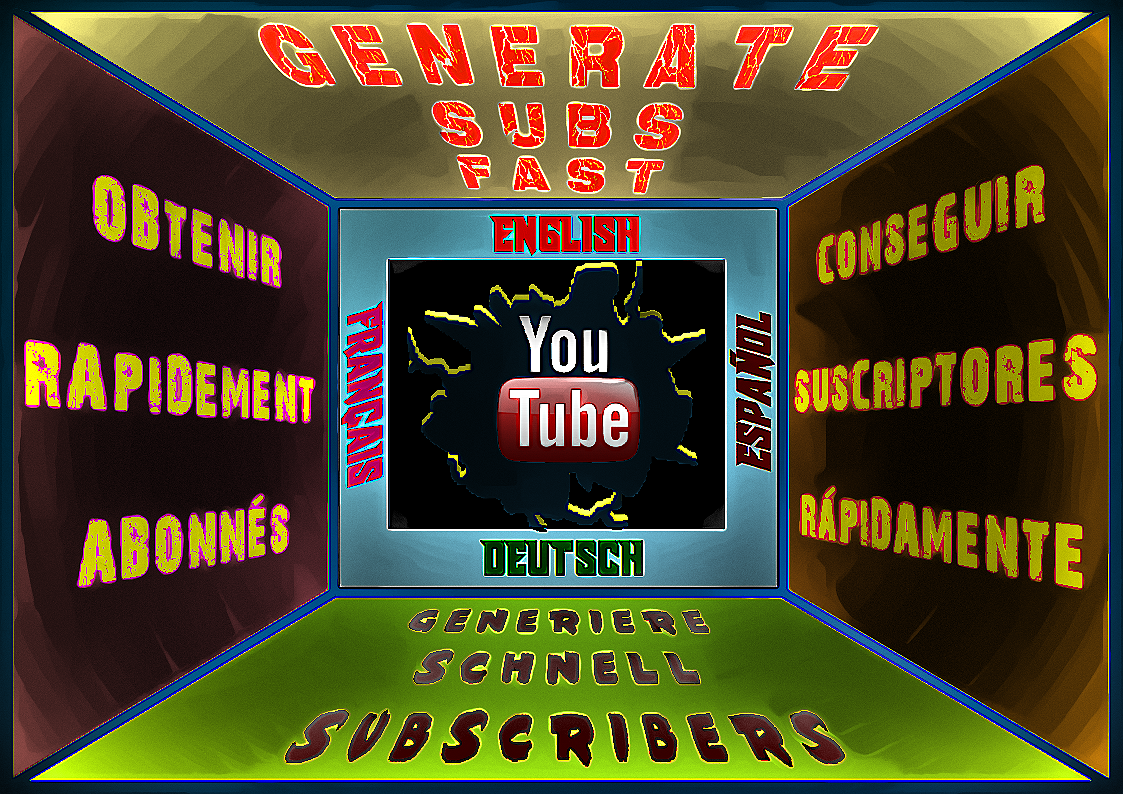 GENERATE
SUBS
FAST
OBTENIR
RAPIDEMENT
ABONNÉS
ENGLISH
FRANÇAIS
You
Tube
ESPAÑOL
DEUTSCH
CONSEGUIR
SUSCRIPTORES
RÁPIDAMENTE
GENERIERE
SCHNELL
SUBSCRIBERS